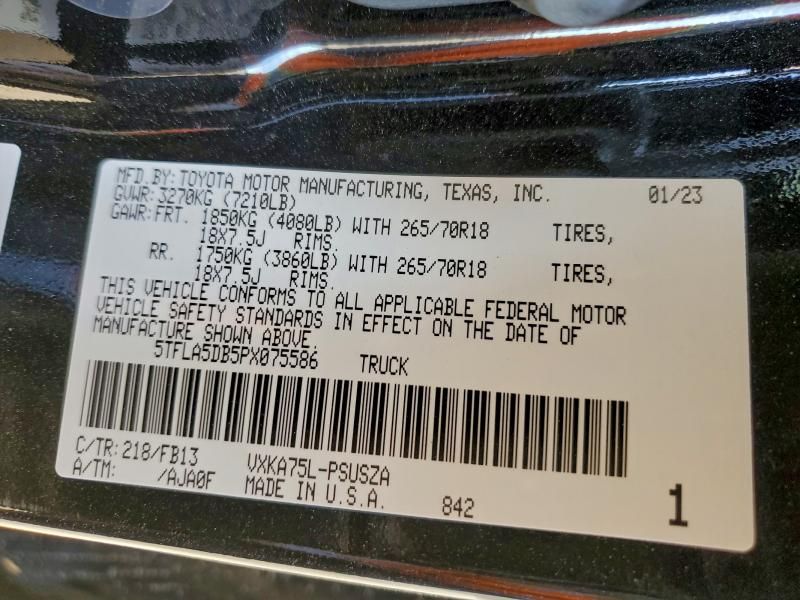 MFD.BY: TOYOTA MOTOR MANUFACTURING, TEXAS, INC. 01/23
GVWR: 3270KG (7210LB)
GAWR: FRT. 1850KG (4080LB) WITH 265/70R18 TIRES,
18X7.5J RIMS.
RR. 1750KG (3860LB) WITH 265/70R18 TIRES,
18X7.5J RIMS.
THIS VEHICLE CONFORMS TO ALL APPLICABLE FEDERAL MOTOR
VEHICLE SAFETY STANDARDS IN EFFECT ON THE DATE OF
MANUFACTURE SHOWN ABOVE.
5TFLA5DB5PX075586 TRUCK
C/TR: 218/FB13 VXKA75L-PSUSZA
A/TM: /AJA0F MADE IN U.S.A. 842 1